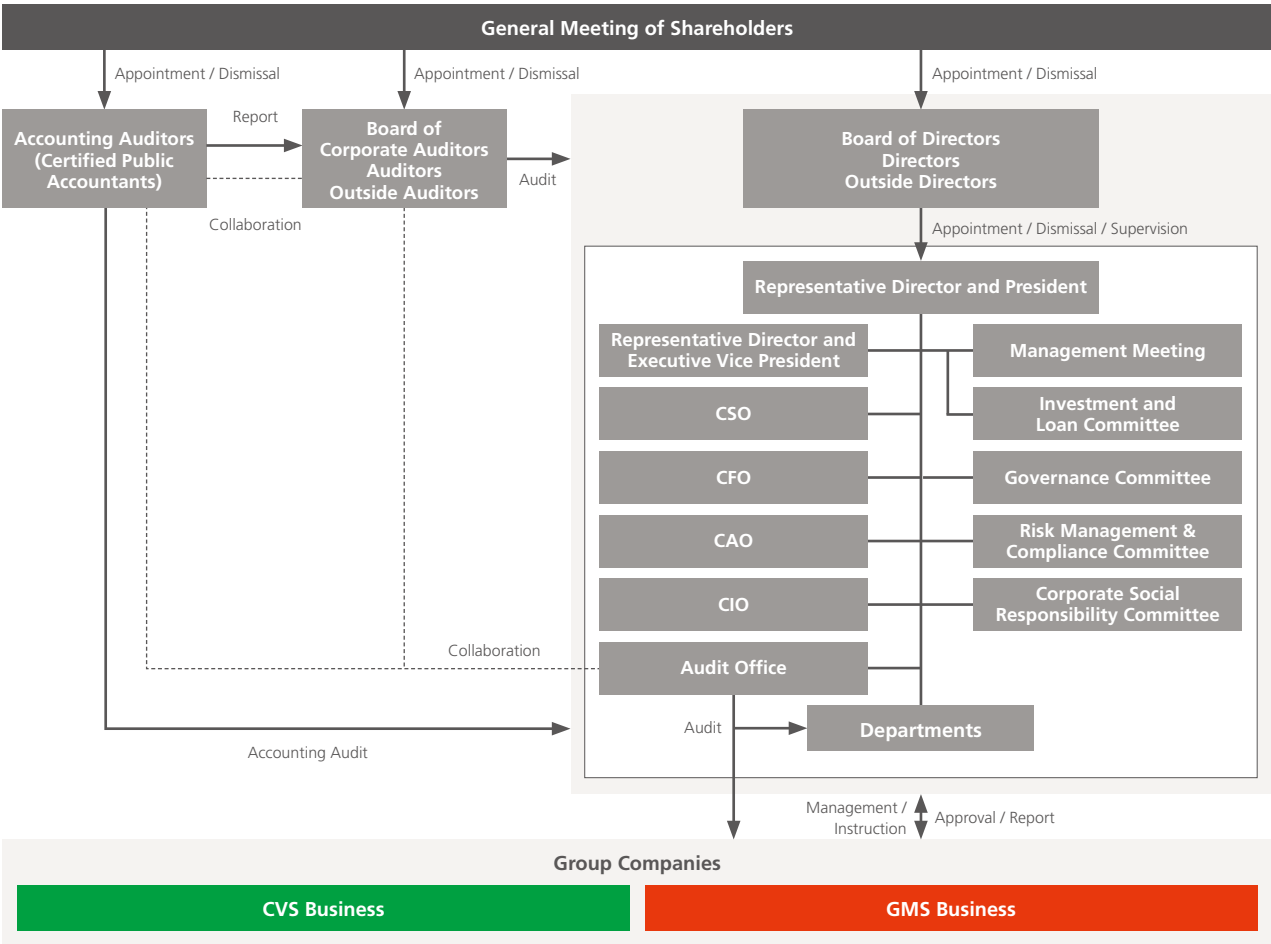 General Meeting of Shareholders
Appointment / Dismissal
Appointment / Dismissal
Appointment / Dismissal
Accounting Auditors
(Certified Public
Accountants)
Report
Board of
Corporate Auditors
Auditors
Outside Auditors
Audit
Collaboration
Board of Directors
Directors
Outside Directors
Appointment / Dismissal / Supervision
Representative Director and President
Representative Director and
Executive Vice President
Management Meeting
CSO
Investment and
Loan Committee
CFO
Governance Committee
CAO
Risk Management &
Compliance Committee
CIO
Corporate Social
Responsibility Committee
Collaboration
Audit Office
Audit
Departments
Accounting Audit
Management /
Instruction
Approval / Report
Group Companies
CVS Business
GMS Business